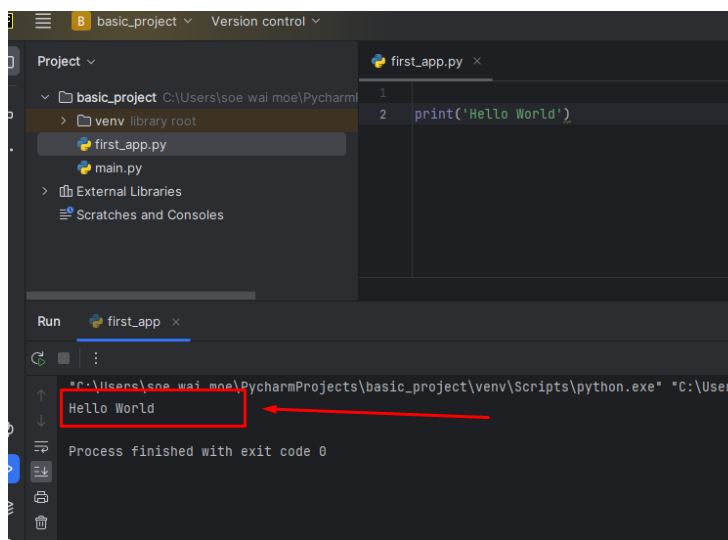 B basic_project Version control
Project
first_app.py
basic_project C:\Users\soe wai moe\Pycharm
1
venv library root
2 print('Hello World')
first_app.py
main.py
External Libraries
Scratches and Consoles
Run first_app
"C:\Users\soe wai moe\PycharmProjects\basic_project\venv\Scripts\python.exe" "C:\User
Hello World
Process finished with exit code 0